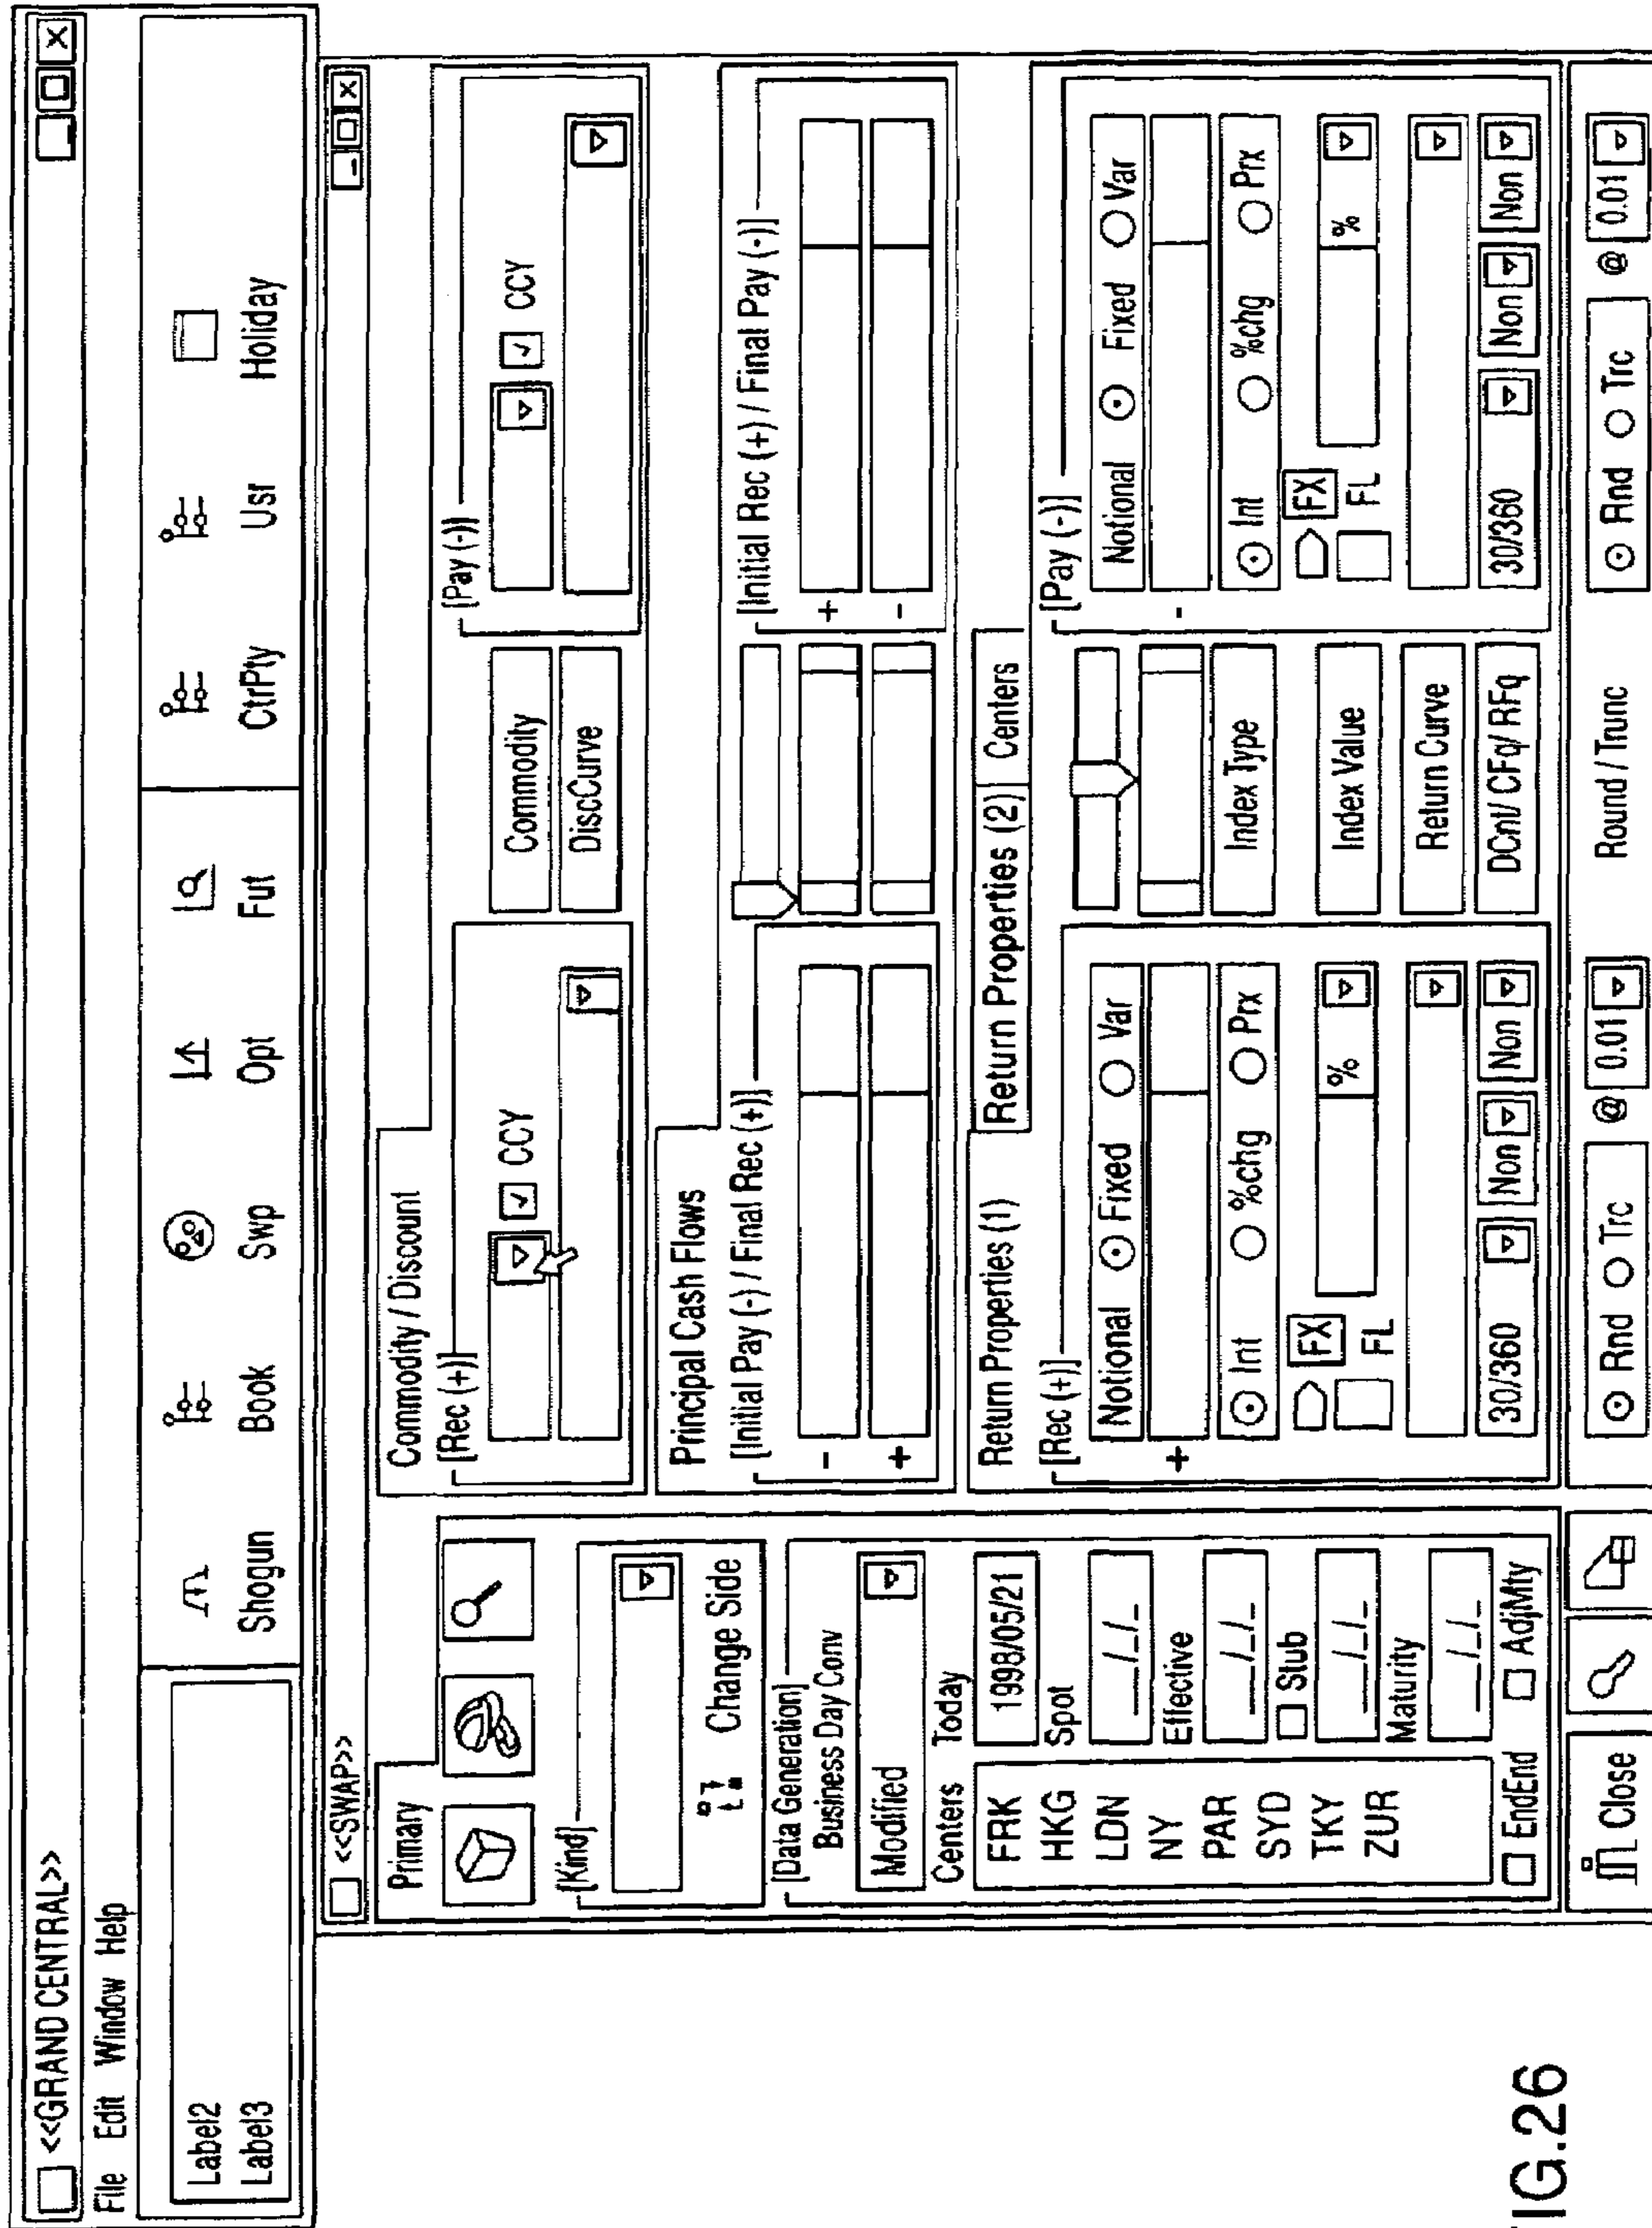 <<GRAND CENTRAL>>
File Edit Window Help
Label2
Label3
Shogun Book Swp Opt Fut CtrPty Usr Holiday
<<SWAP>>
Primary
[Kind]
Change Side
[Data Generation]
Business Day Conv
Modified
Centers Today
FRK 1998/05/21
HKG Spot
LDN _/_/_
NY Effective
PAR _/_/_
SYD Stub
TKY _/_/_
ZUR Maturity
_/_/_
EndEnd AdjMty
Close
Commodity / Discount
[Rec (+)] [Pay (-)]
CCY Commodity CCY
DiscCurve
Principal Cash Flows
[Initial Pay (-) / Final Rec (+)] [Initial Rec (+) / Final Pay (-)]
- +
+ -
Return Properties (1) Return Properties (2) Centers
[Rec (+)] [Pay (-)]
Notional Fixed Var Notional Fixed Var
+ -
Int %chg Prx Index Type Int %chg Prx
FX % Index Value FX %
FL FL
Return Curve
30/360 Non Non DCnt/ CFq/ RFq 30/360 Non Non
Rnd Trc @ 0.01 Round / Trunc Rnd Trc @ 0.01
FIG.26